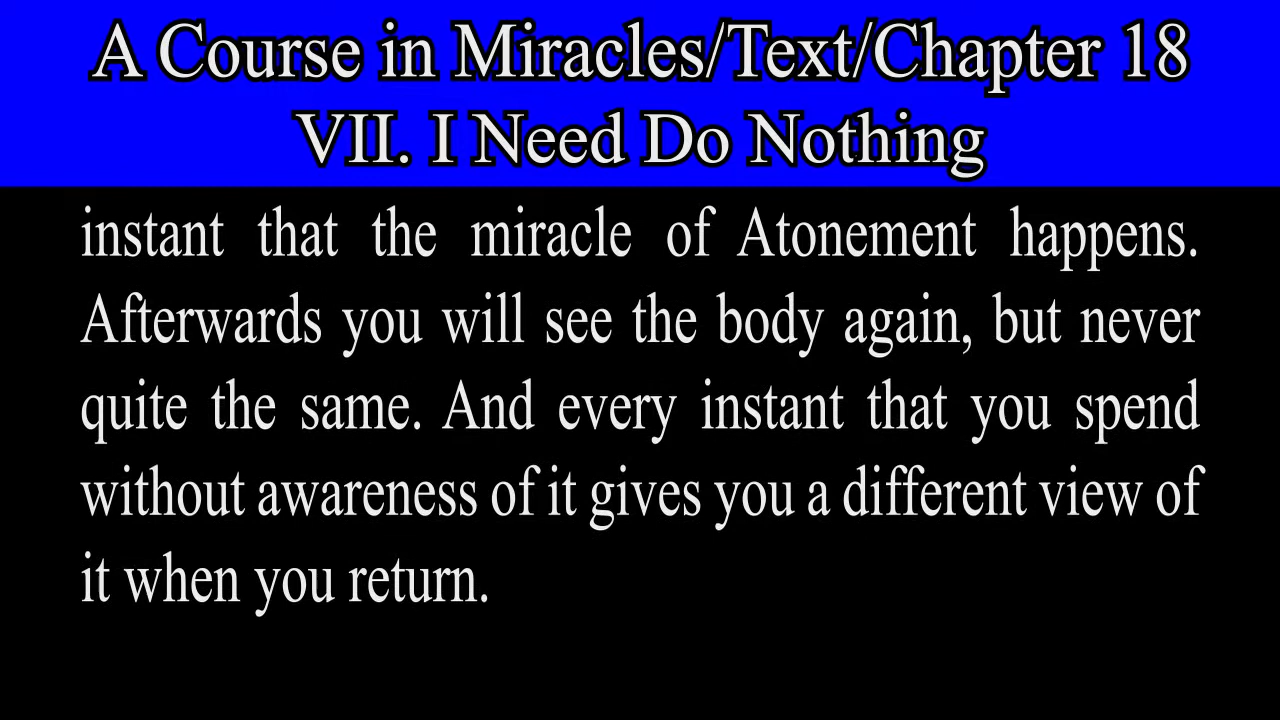 A Course in Miracles/Text/Chapter 18
VII. I Need Do Nothing
instant that the miracle of Atonement happens.
Afterwards you will see the body again, but never
quite the same. And every instant that you spend
without awareness of it gives you a different view of
it when you return.